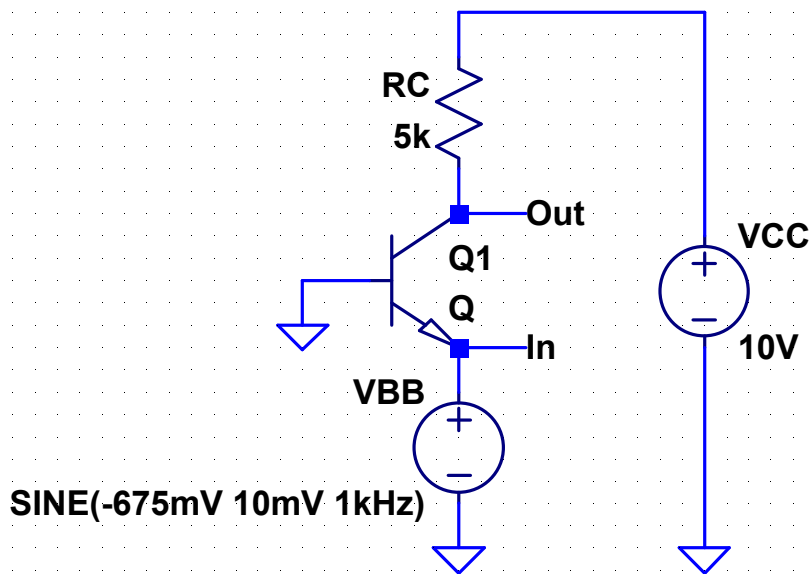 RC
5k
Out
Q1
Q
VCC
10V
In
VBB
SINE(-675mV 10mV 1kHz)